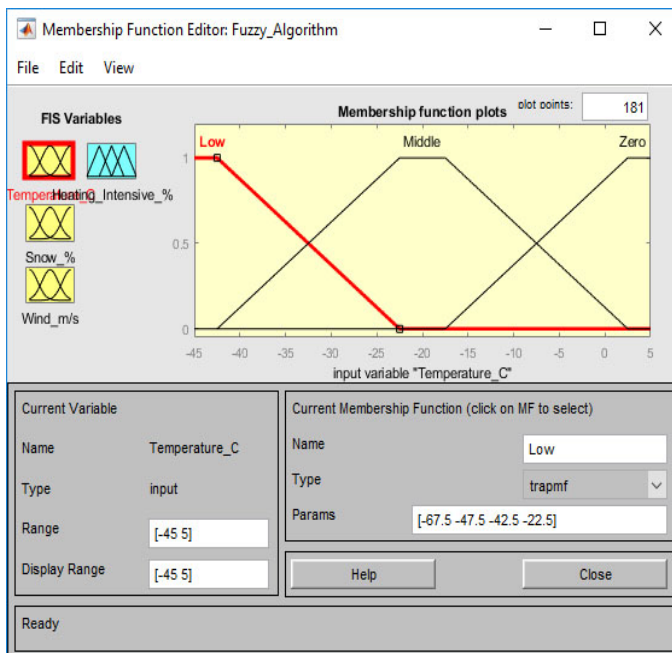 Membership Function Editor: Fuzzy_Algorithm
File Edit View
FIS Variables
Membership function plots plot points: 181
Low Middle Zero
1
0.5
0
-45 -40 -35 -30 -25 -20 -15 -10 -5 0 5
input variable "Temperature_C"
Temperature_C Heating_Intensive_%
Snow_%
Wind_m/s
Current Variable
Name Temperature_C
Type input
Range [-45 5]
Display Range [-45 5]
Current Membership Function (click on MF to select)
Name Low
Type trapmf
Params [-67.5 -47.5 -42.5 -22.5]
Help Close
Ready